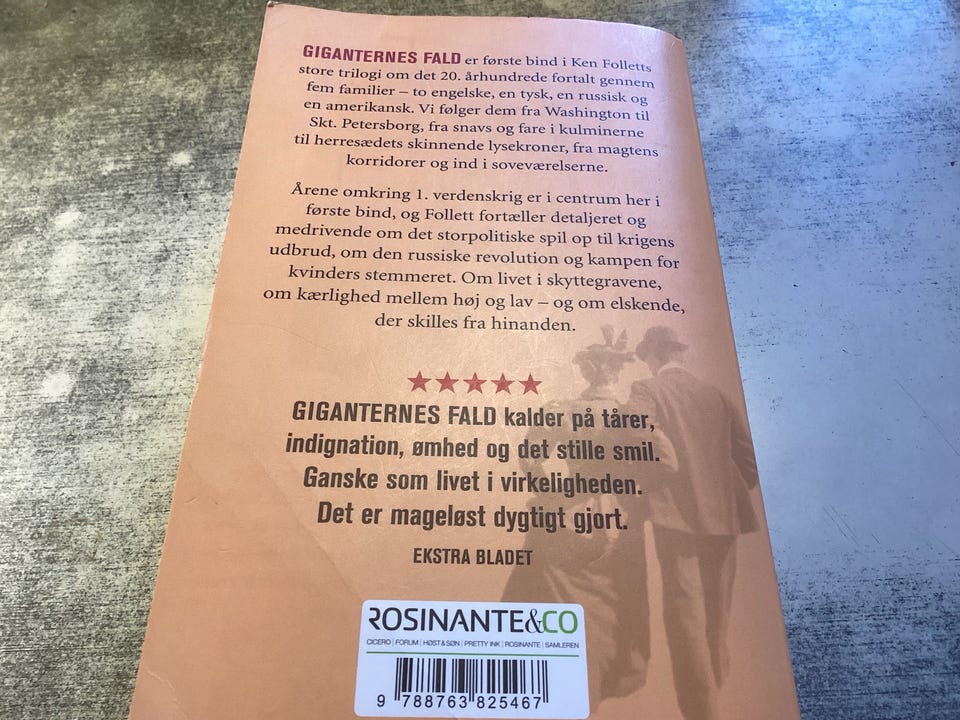 GIGANTERNES FALD er første bind i Ken Folletts
store trilogi om det 20. århundrede fortalt gennem
fem familier – to engelske, en tysk, en russisk og
en amerikansk. Vi følger dem fra Washington til
Skt. Petersborg, fra snavs og fare i kulminerne
til herresædets skinnende lysekroner, fra magtens
korridorer og ind i soveværelserne.
Årene omkring 1. verdenskrig er i centrum her i
første bind, og Follett fortæller detaljeret og
medrivende om det storpolitiske spil op til krigens
udbrud, om den russiske revolution og kampen for
kvinders stemmeret. Om livet i skyttegravene,
om kærlighed mellem høj og lav – og om elskende,
der skilles fra hinanden.
★★★★★
GIGANTERNES FALD kalder på tårer,
indignation, ømhed og det stille smil.
Ganske som livet i virkeligheden.
Det er mageløst dygtigt gjort.
EKSTRA BLADET
ROSINANTE&CO
CICERO | FORUM | HØST & SØN | PRETTY INK | ROSINANTE | SAMLEREN
9 788763 825467